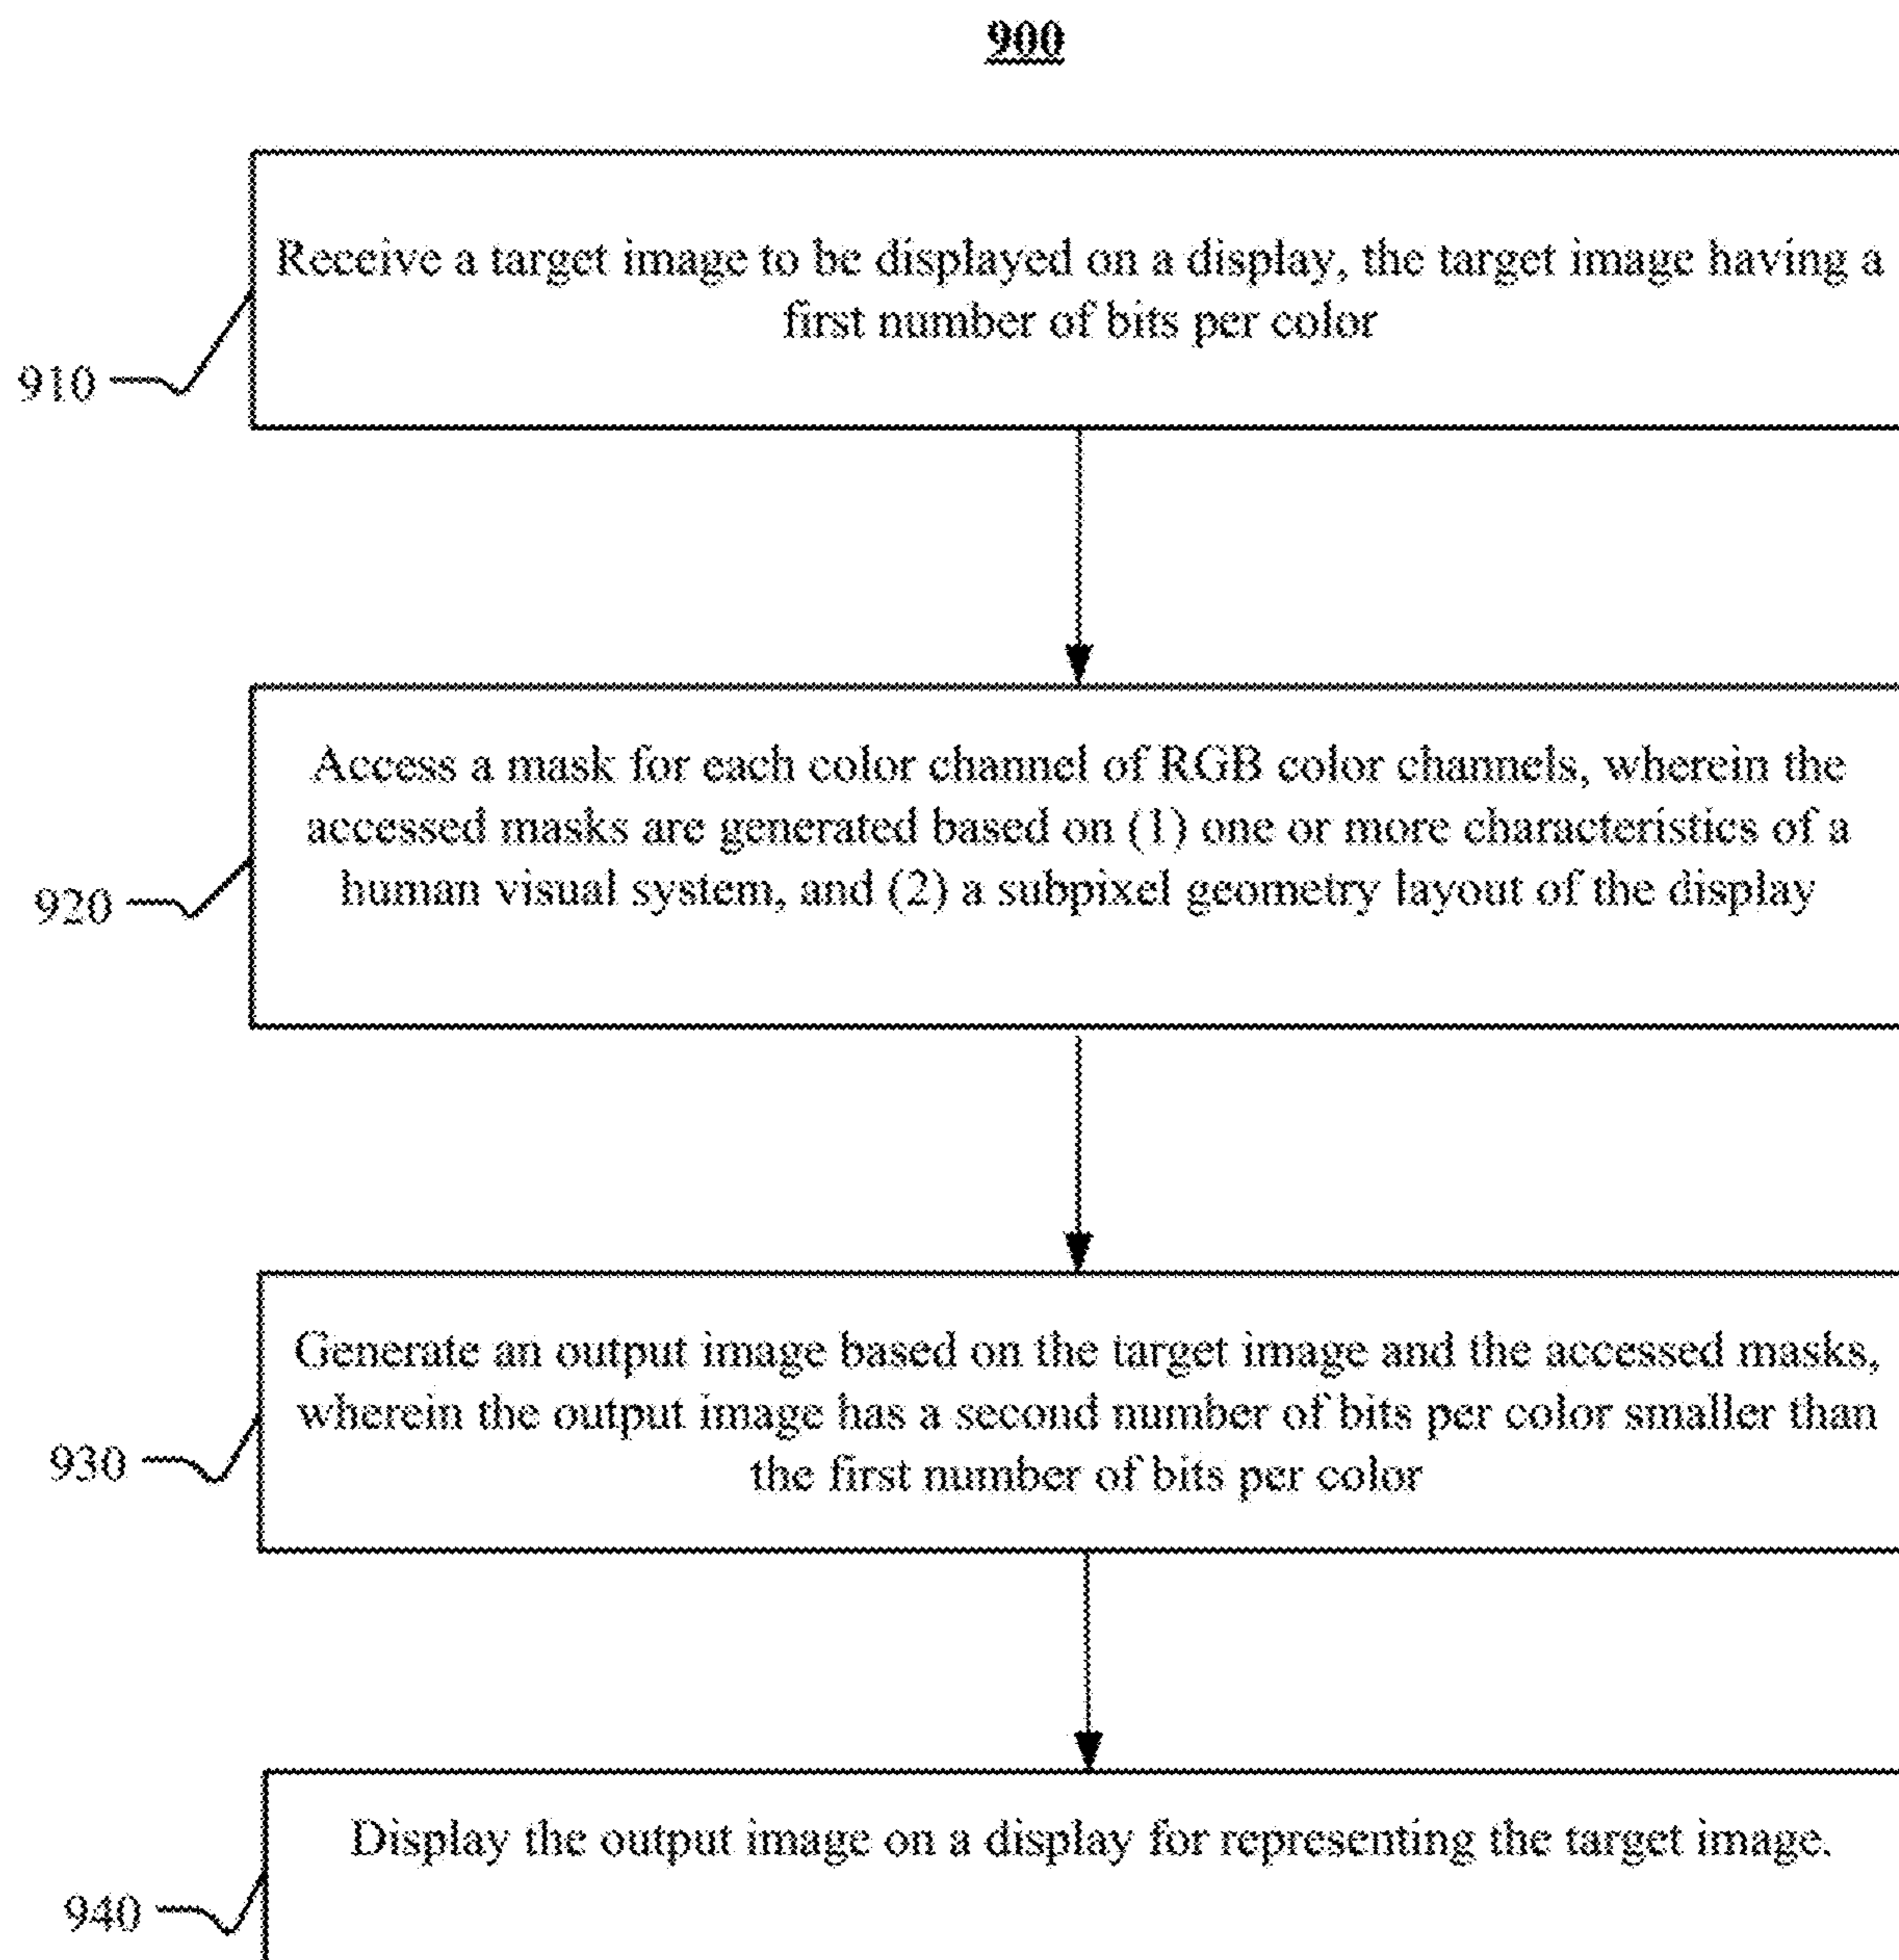 900
Receive a target image to be displayed on a display, the target image having a
first number of bits per color
910
Access a mask for each color channel of RGB color channels, wherein the
accessed masks are generated based on (1) one or more characteristics of a
human visual system, and (2) a subpixel geometry layout of the display
920
Generate an output image based on the target image and the accessed masks,
wherein the output image has a second number of bits per color smaller than
the first number of bits per color
930
Display the output image on a display for representing the target image.
940